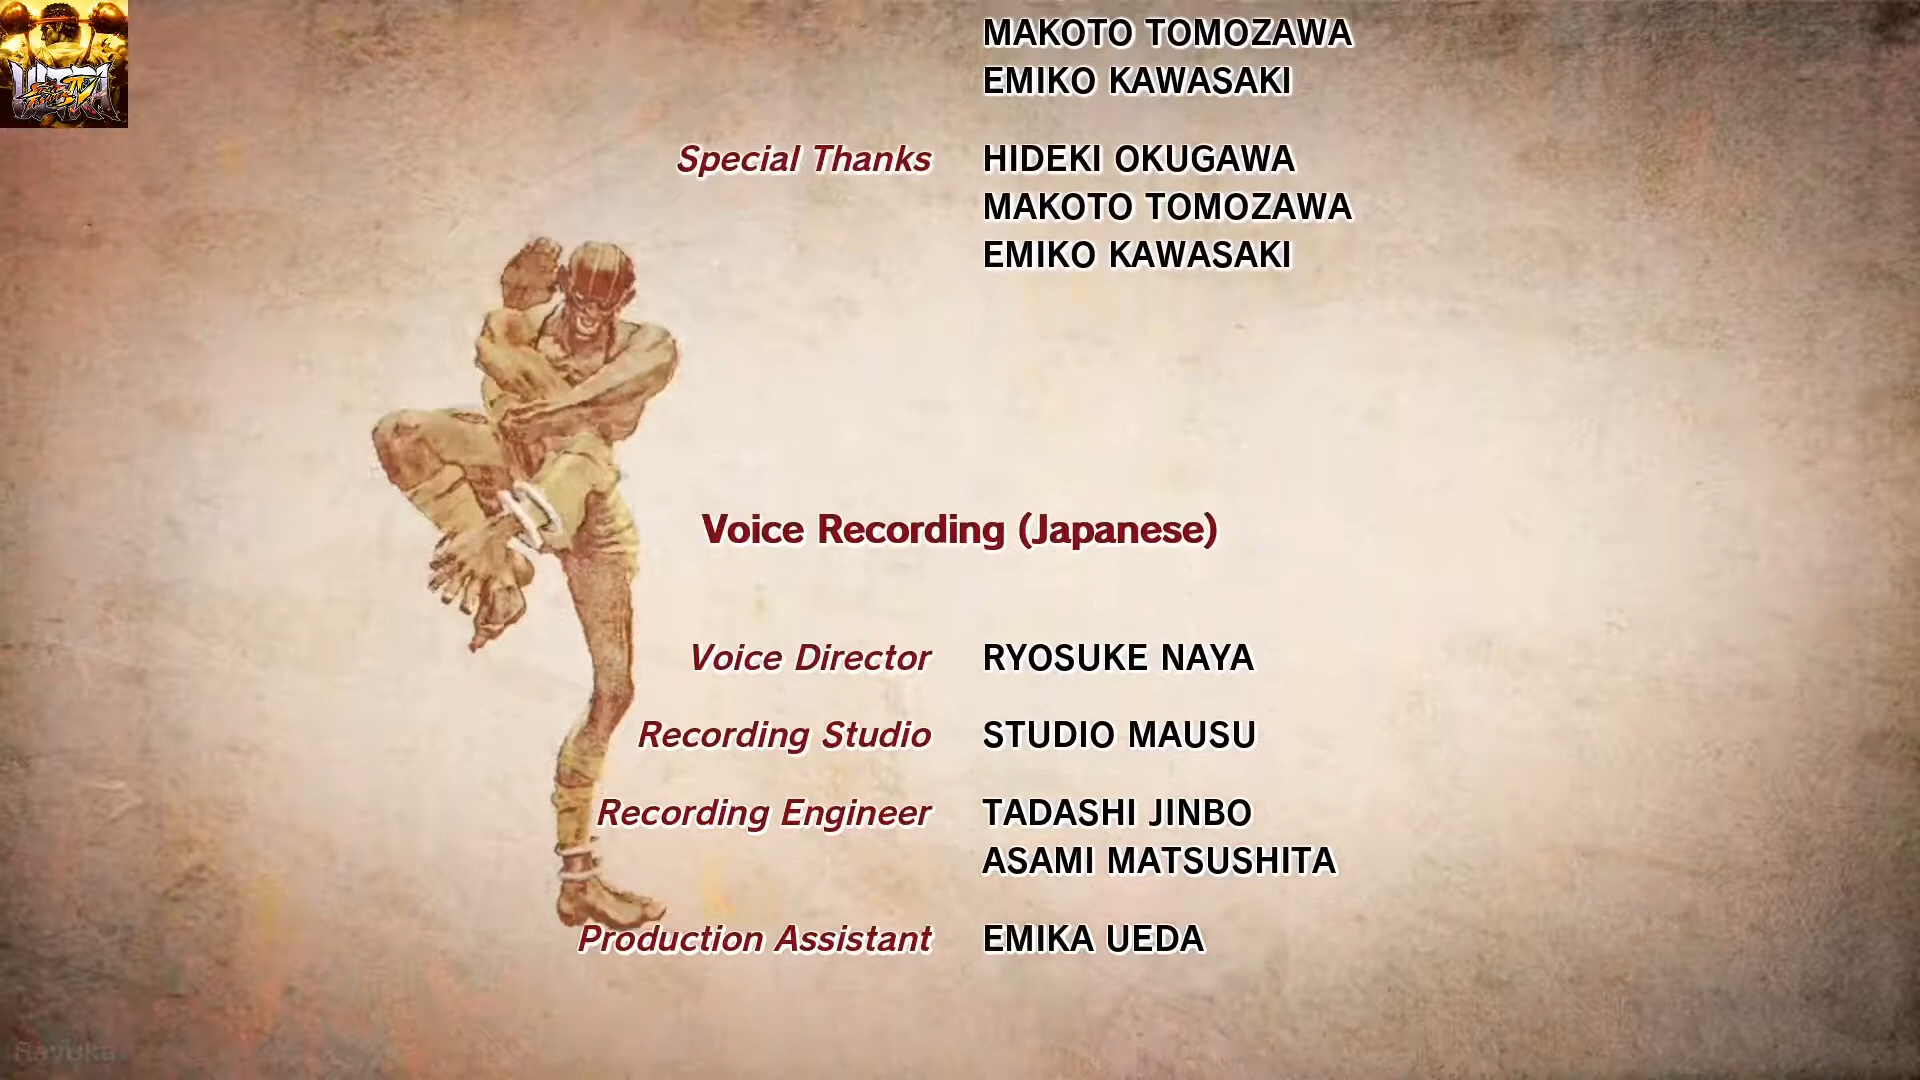 MAKOTO TOMOZAWA
EMIKO KAWASAKI
Special Thanks HIDEKI OKUGAWA
MAKOTO TOMOZAWA
EMIKO KAWASAKI
Voice Recording (Japanese)
Voice Director RYOSUKE NAYA
Recording Studio STUDIO MAUSU
Recording Engineer TADASHI JINBO
ASAMI MATSUSHITA
Production Assistant EMIKA UEDA
Rayuka